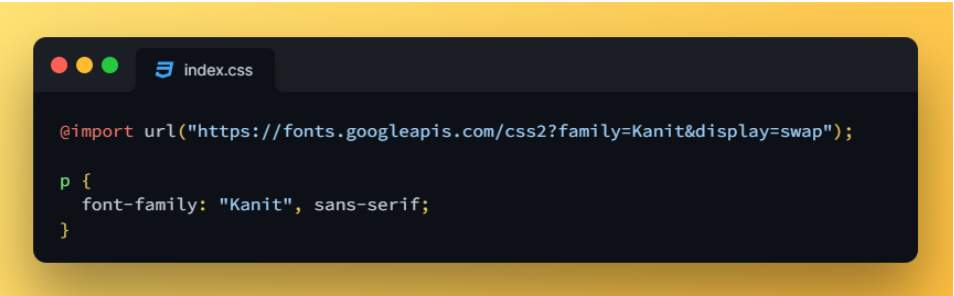 index.css
@import url("https://fonts.googleapis.com/css2?family=Kanit&display=swap");
p {
  font-family: "Kanit", sans-serif;
}